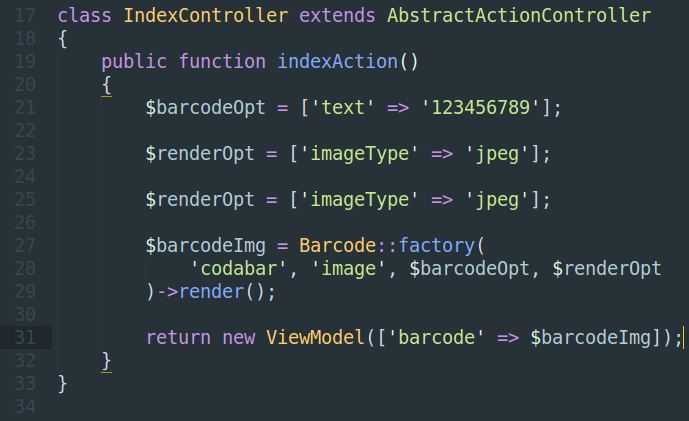 17 class IndexController extends AbstractActionController
18 {
19     public function indexAction()
20     {
21         $barcodeOpt = ['text' => '123456789'];
22
23         $renderOpt = ['imageType' => 'jpeg'];
24
25         $renderOpt = ['imageType' => 'jpeg'];
26
27         $barcodeImg = Barcode::factory(
28             'codabar', 'image', $barcodeOpt, $renderOpt
29         )->render();
30
31         return new ViewModel(['barcode' => $barcodeImg]);
32     }
33 }
34